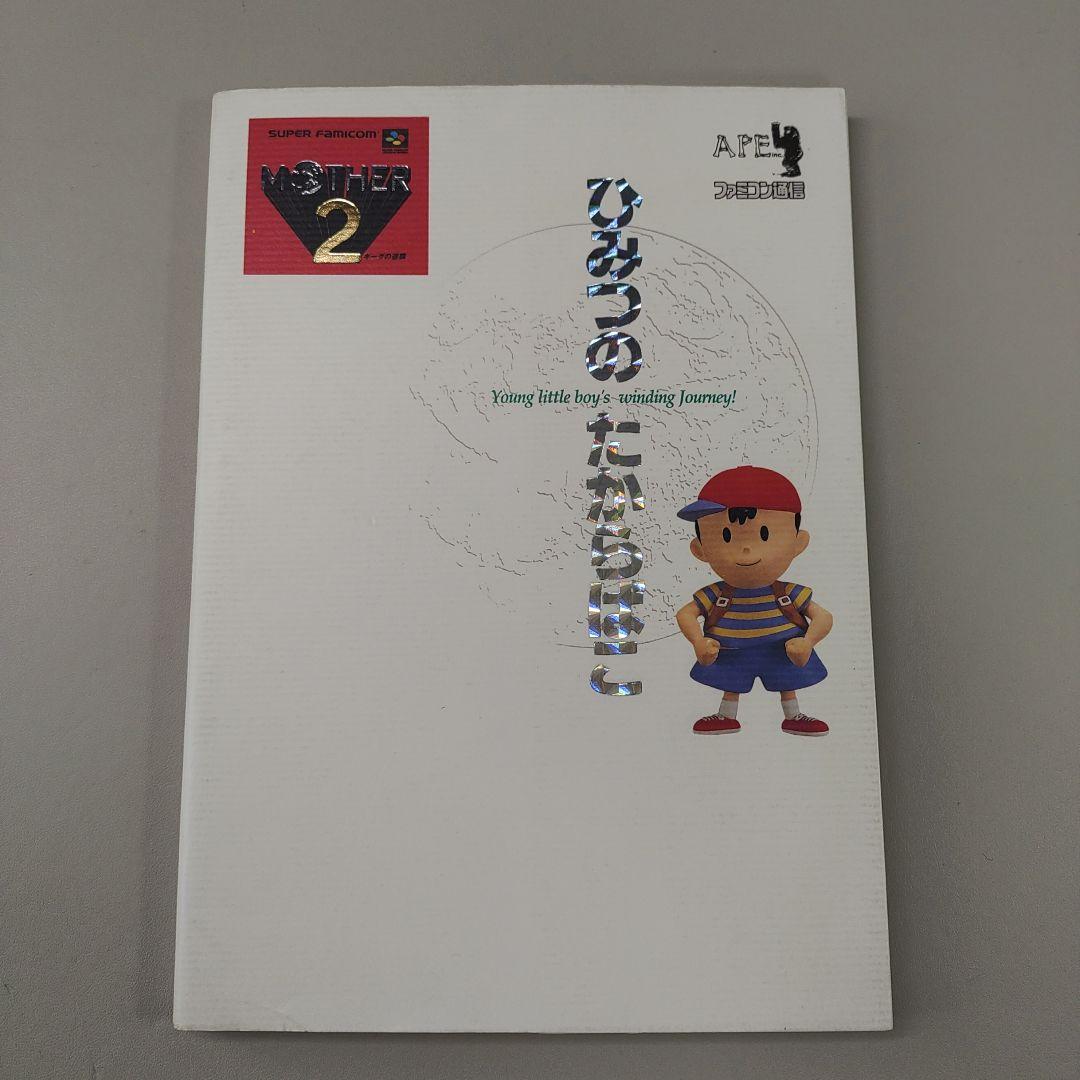 SUPER FAMICOM
MOTHER
2
ギーグの逆襲
APE inc.
ファミコン通信
ひみつの たからばこ
Young little boy's winding Journey!